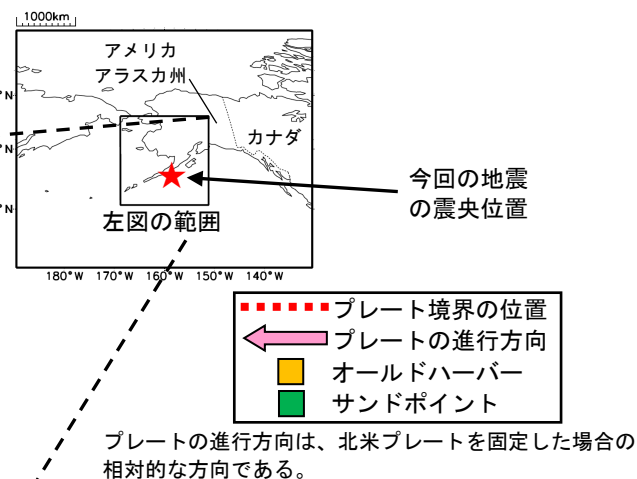 1000km
アメリカ
アラスカ州
カナダ
°N
°N
°N
今回の地震
の震央位置
左図の範囲
180°W 170°W 160°W 150°W 140°W
プレート境界の位置
プレートの進行方向
オールドハーバー
サンドポイント
プレートの進行方向は、北米プレートを固定した場合の
相対的な方向である。